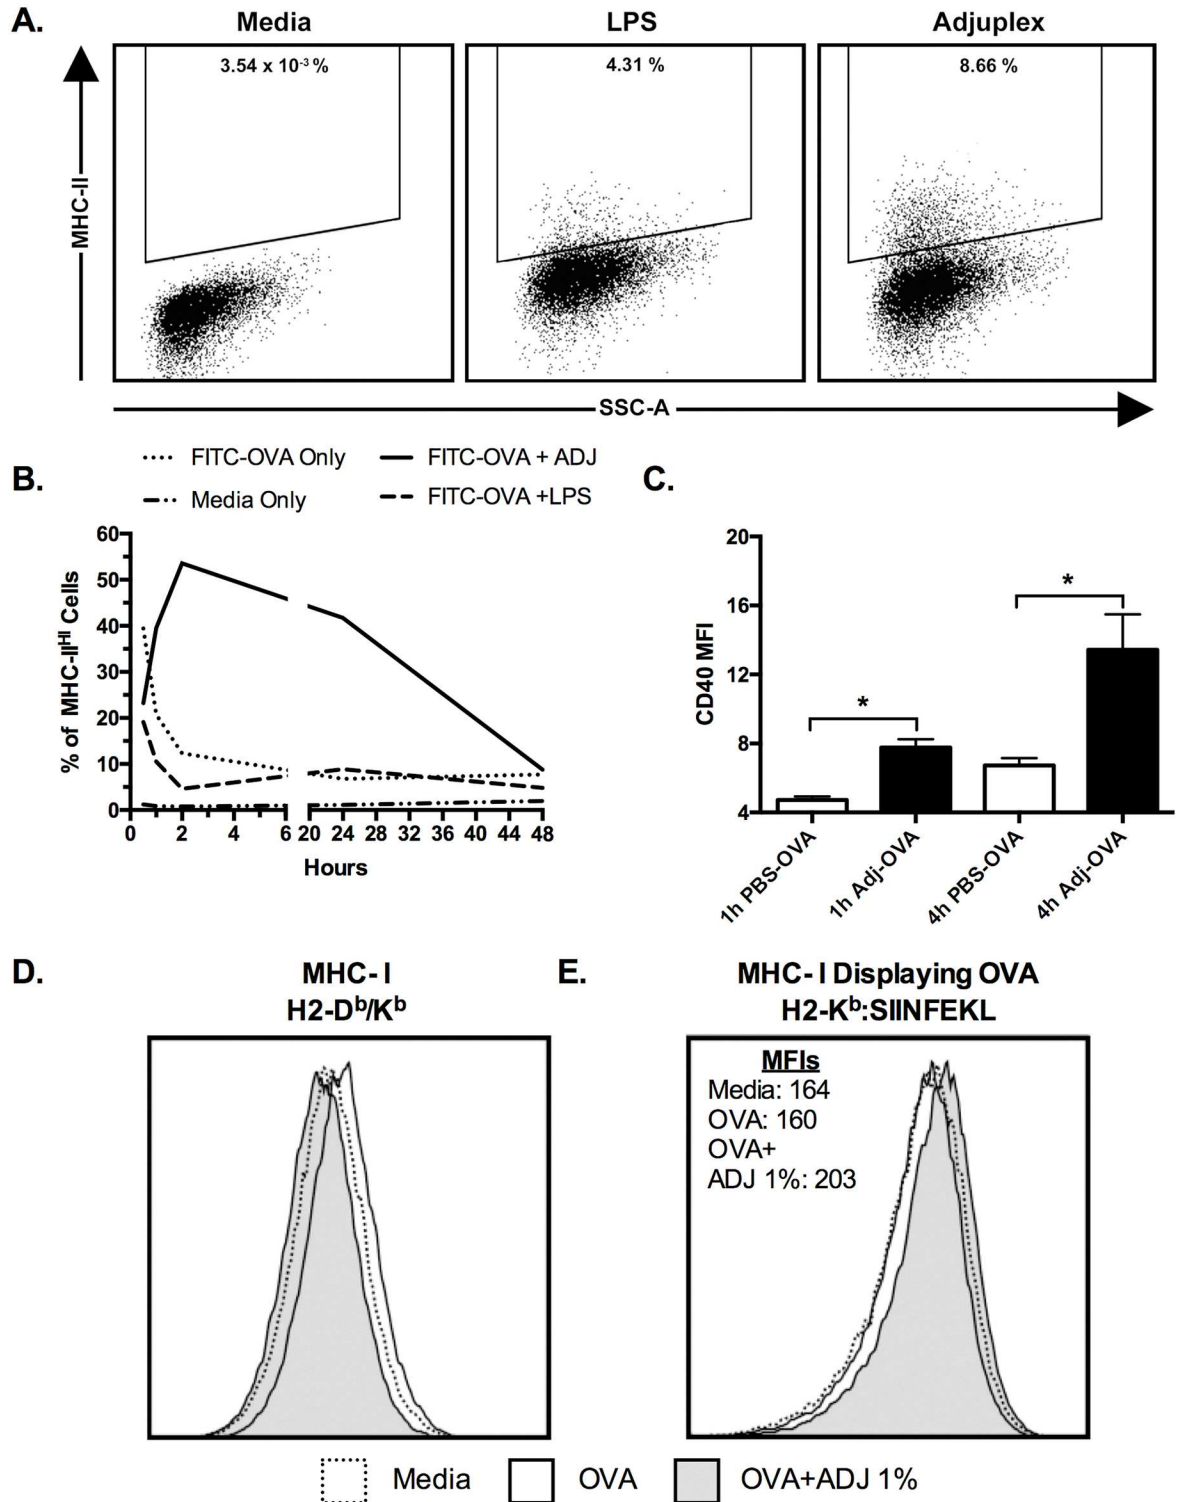 A.
Media
LPS
Adjuplex
3.54 x 10⁻³ %
4.31 %
8.66 %
MHC-II
SSC-A
B.
FITC-OVA Only
FITC-OVA + ADJ
Media Only
FITC-OVA +LPS
60
50
40
30
20
10
0
% of MHC-IIᴴᴵ Cells
0 2 4 6 20 24 28 32 36 40 44 48
Hours
C.
20
16
12
8
4
CD40 MFI
*
*
1h PBS-OVA
1h Adj-OVA
4h PBS-OVA
4h Adj-OVA
D.
MHC- I
H2-Dᵇ/Kᵇ
E.
MHC- I Displaying OVA
H2-Kᵇ:SIINFEKL
MFIs
Media: 164
OVA: 160
OVA+
ADJ 1%: 203
Media
OVA
OVA+ADJ 1%